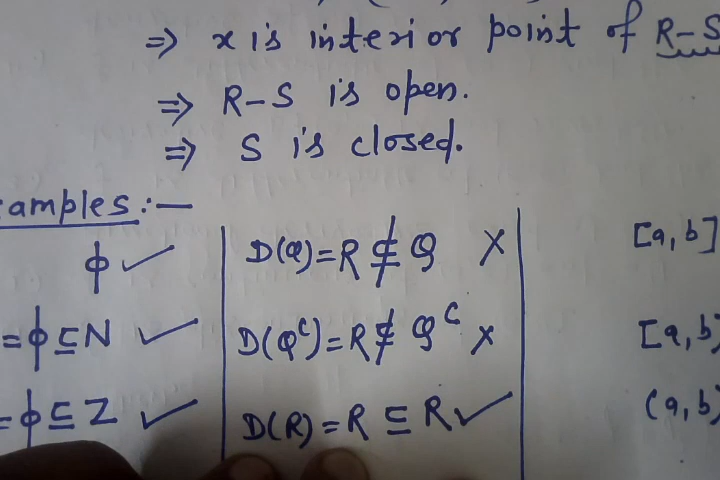 ⇒ x is interior point of R-S
⇒ R-S is open.
⇒ S is closed.
amples :-
ϕ ✓
D(Q)=R ⊈ Q ✗
[a, b]
=ϕ⊆N ✓
D(Q^c)=R⊈ Q^c ✗
[a, b)
=ϕ⊆Z ✓
D(R)=R ⊆ R ✓
(a, b)